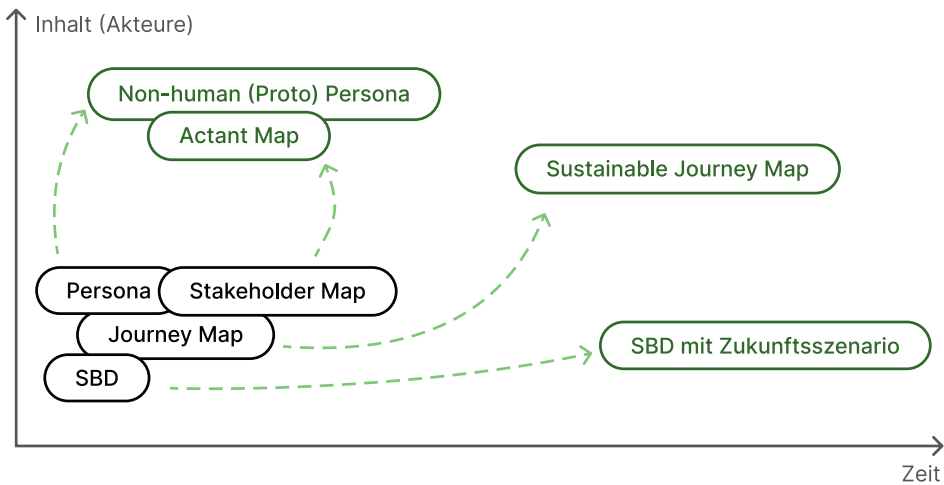 Inhalt (Akteure)
Non-human (Proto) Persona
Actant Map
Sustainable Journey Map
Persona
Stakeholder Map
Journey Map
SBD mit Zukunftsszenario
SBD
Zeit